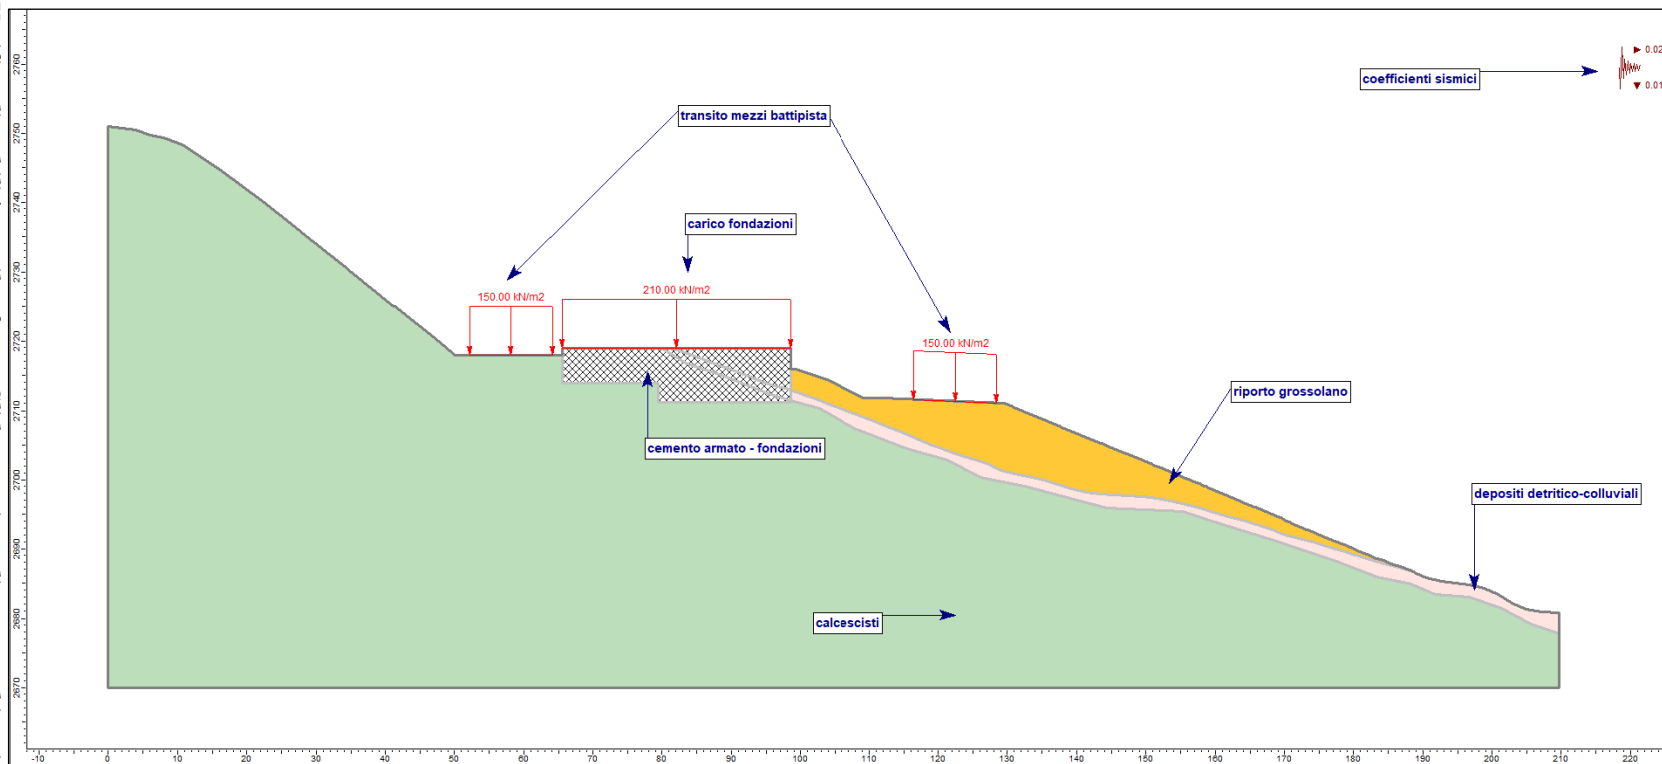 0.02
coefficienti sismici
0.01
transito mezzi battipista
carico fondazioni
150.00 kN/m2
210.00 kN/m2
150.00 kN/m2
riporto grossolano
cemento armato - fondazioni
depositi detritico-colluviali
calcescisti
2760
2750
2740
2730
2720
2710
2700
2690
2680
2670
-10 0 10 20 30 40 50 60 70 80 90 100 110 120 130 140 150 160 170 180 190 200 210 220